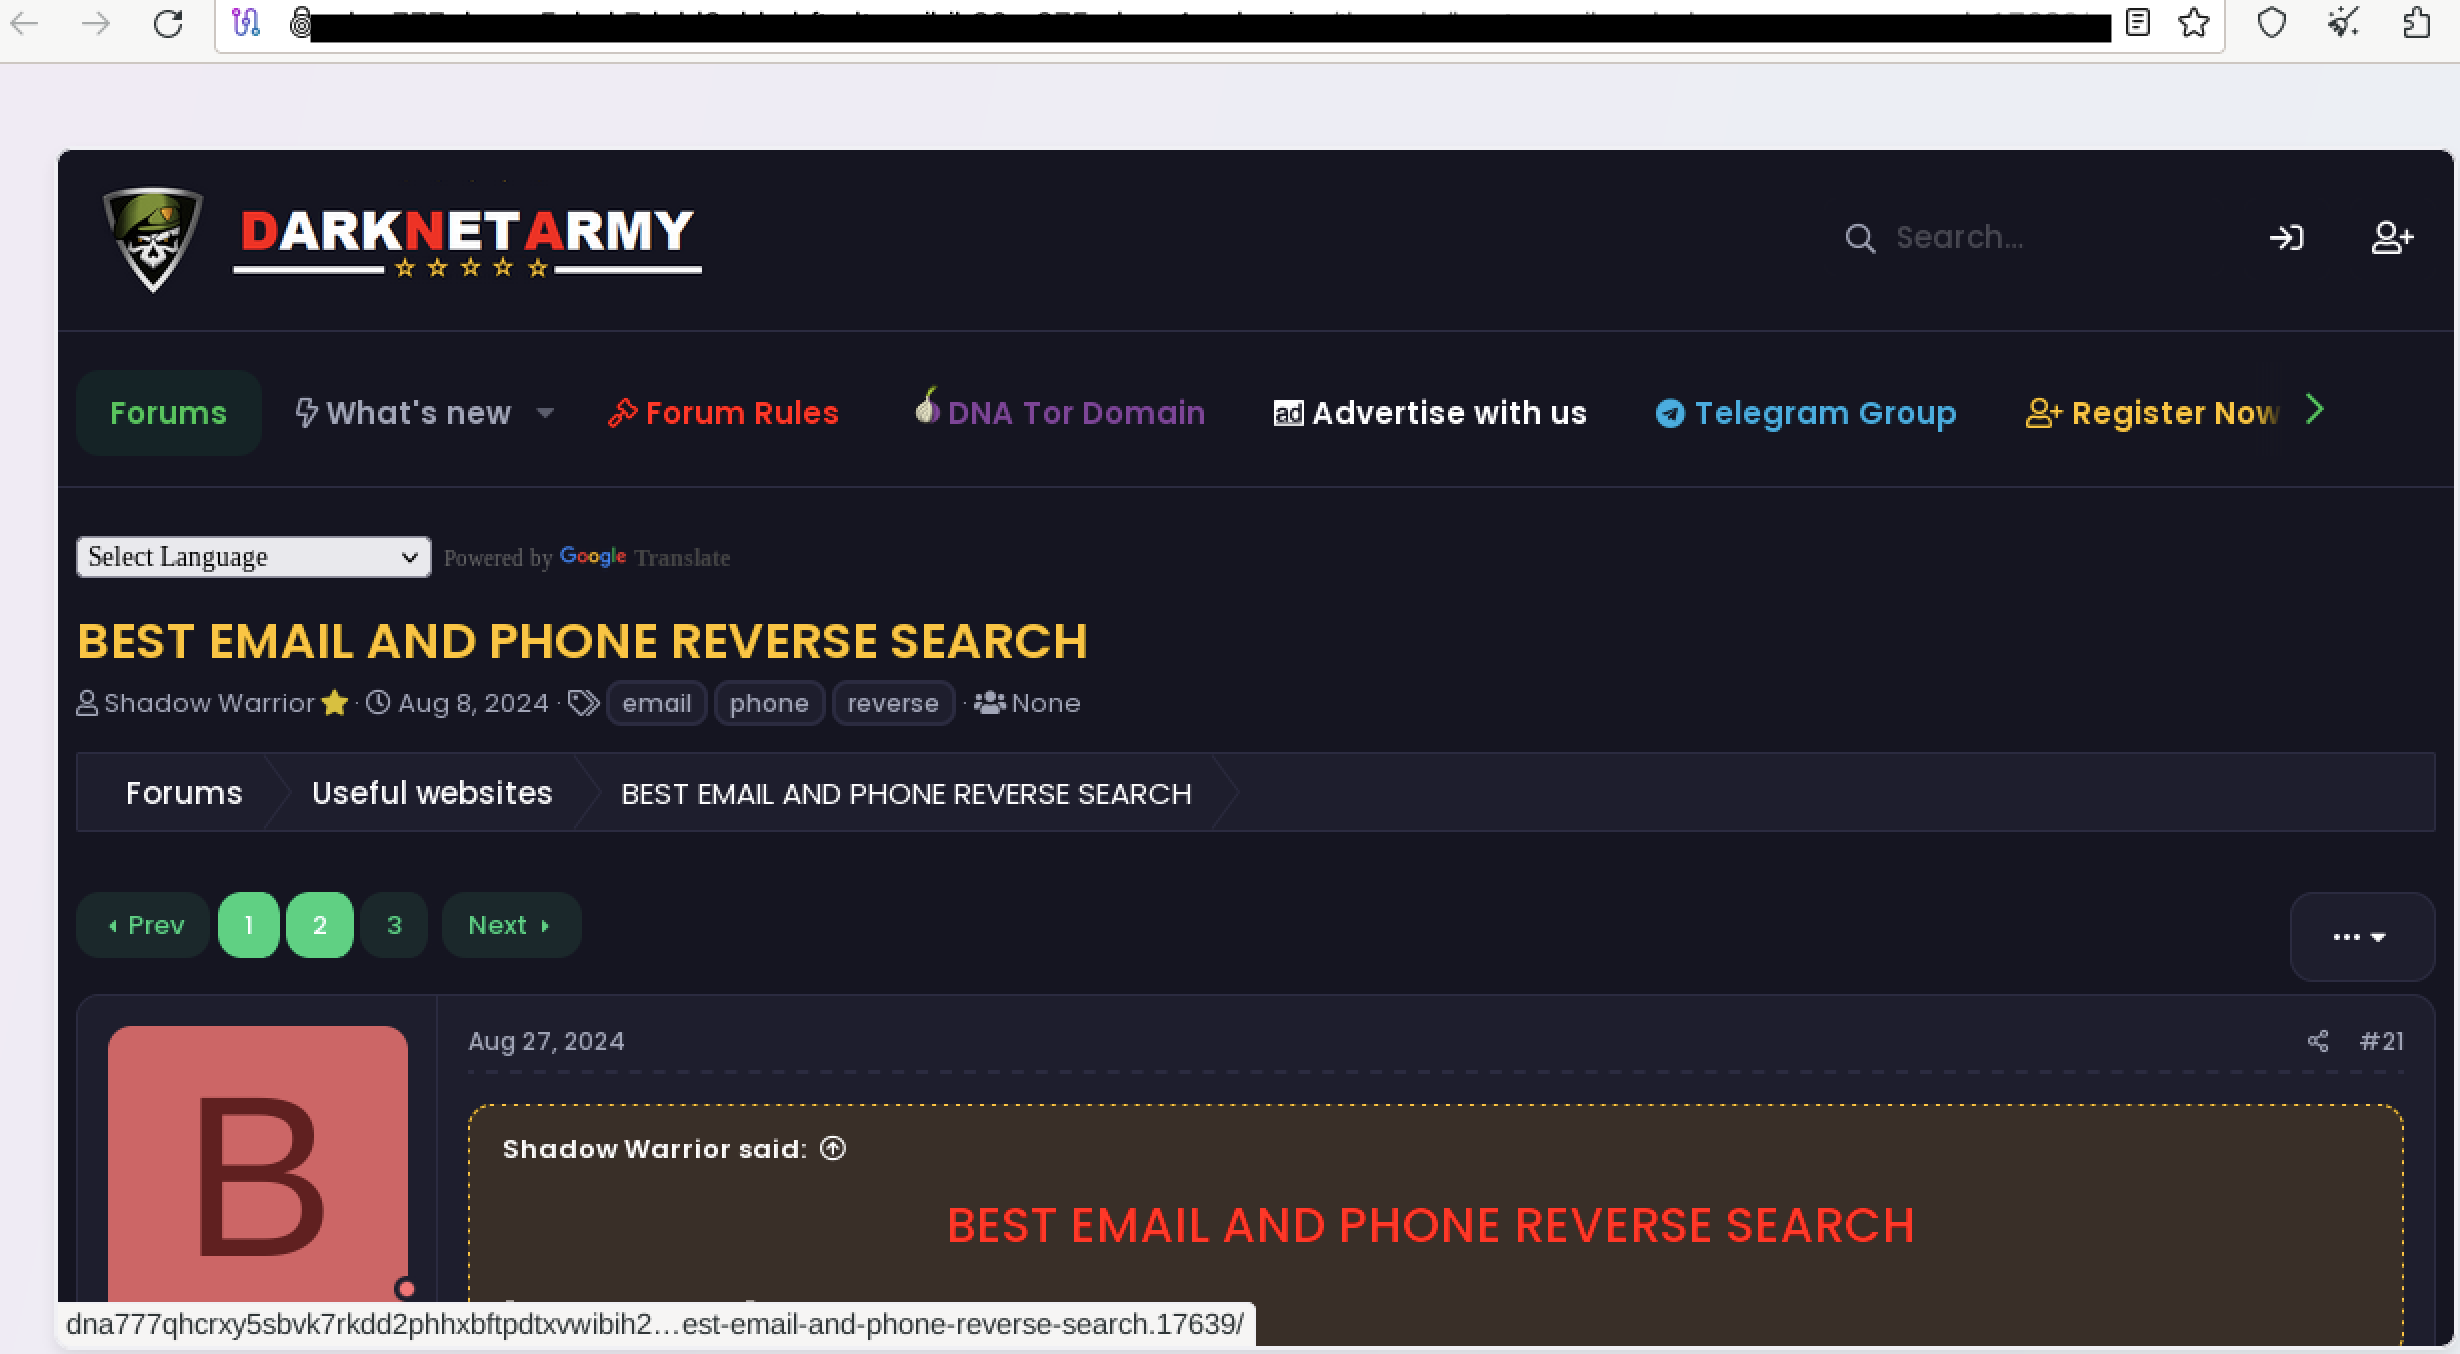 DARKNETARMY
Search...
Forums What's new Forum Rules DNA Tor Domain ad Advertise with us Telegram Group Register Now
Select Language Powered by Google Translate
BEST EMAIL AND PHONE REVERSE SEARCH
Shadow Warrior · Aug 8, 2024 · email phone reverse · None
Forums Useful websites BEST EMAIL AND PHONE REVERSE SEARCH
Prev 1 2 3 Next
B
Aug 27, 2024 #21
Shadow Warrior said:
BEST EMAIL AND PHONE REVERSE SEARCH
dna777qhcrxy5sbvk7rkdd2phhxbftpdtxvwibih2…est-email-and-phone-reverse-search.17639/